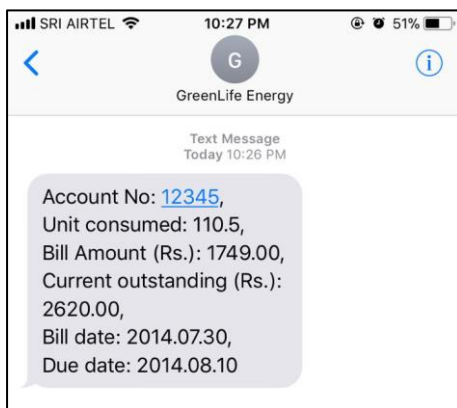 SRI AIRTEL 10:27 PM 51%
G
GreenLife Energy
Text Message
Today 10:26 PM
Account No: 12345,
Unit consumed: 110.5,
Bill Amount (Rs.): 1749.00,
Current outstanding (Rs.):
2620.00,
Bill date: 2014.07.30,
Due date: 2014.08.10